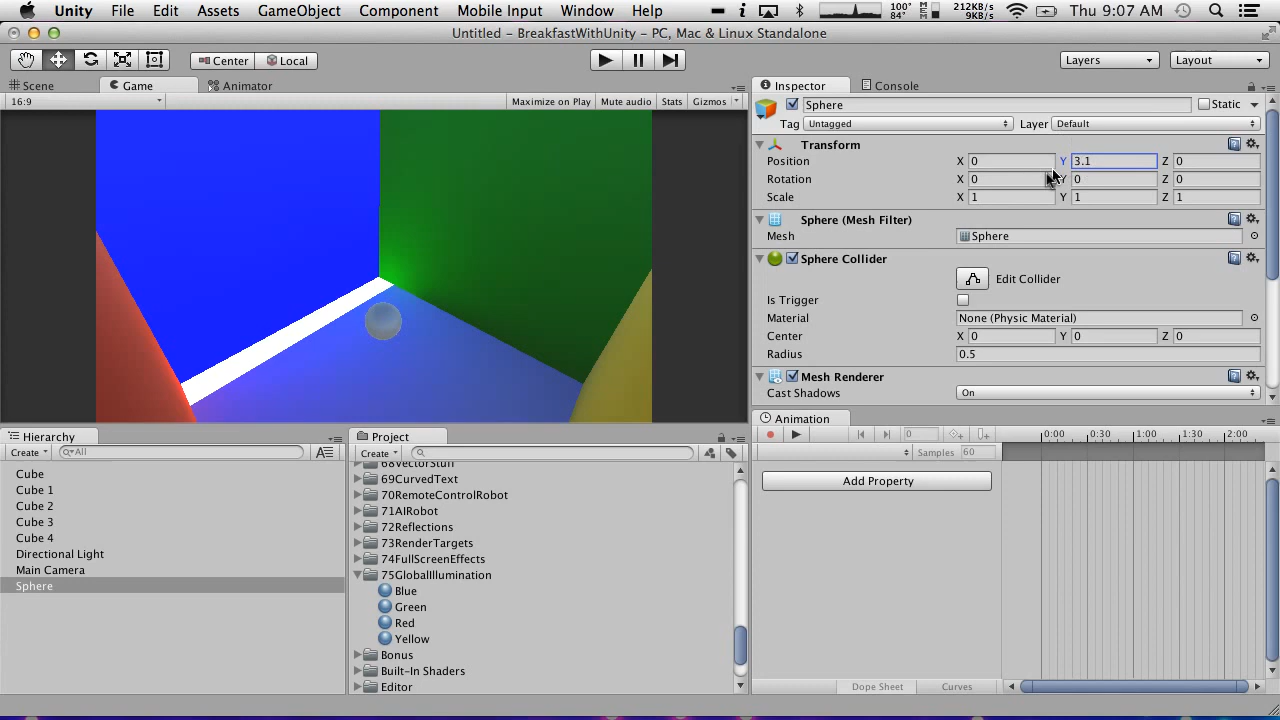 Unity File Edit Assets GameObject Component Mobile Input Window Help 100° 84° MEM 212KB/s 9KB/s Thu 9:07 AM
Untitled - BreakfastWithUnity - PC, Mac & Linux Standalone
Center Local Layers Layout
Scene Game Animator
16:9 Maximize on Play Mute audio Stats Gizmos
Inspector Console
Sphere Static
Tag Untagged Layer Default
Transform
Position X 0 Y 3.1 Z 0
Rotation X 0 Y 0 Z 0
Scale X 1 Y 1 Z 1
Sphere (Mesh Filter)
Mesh Sphere
Sphere Collider
Edit Collider
Is Trigger
Material None (Physic Material)
Center X 0 Y 0 Z 0
Radius 0.5
Mesh Renderer
Cast Shadows On
Hierarchy
Create All
Cube
Cube 1
Cube 2
Cube 3
Cube 4
Directional Light
Main Camera
Sphere
Project
Create
68VectorStuff
69CurvedText
70RemoteControlRobot
71AIRobot
72Reflections
73RenderTargets
74FullScreenEffects
75GlobalIllumination
Blue
Green
Red
Yellow
Bonus
Built-In Shaders
Editor
Animation
0 0:00 0:30 1:00 1:30 2:00
Samples 60
Add Property
Dope Sheet Curves